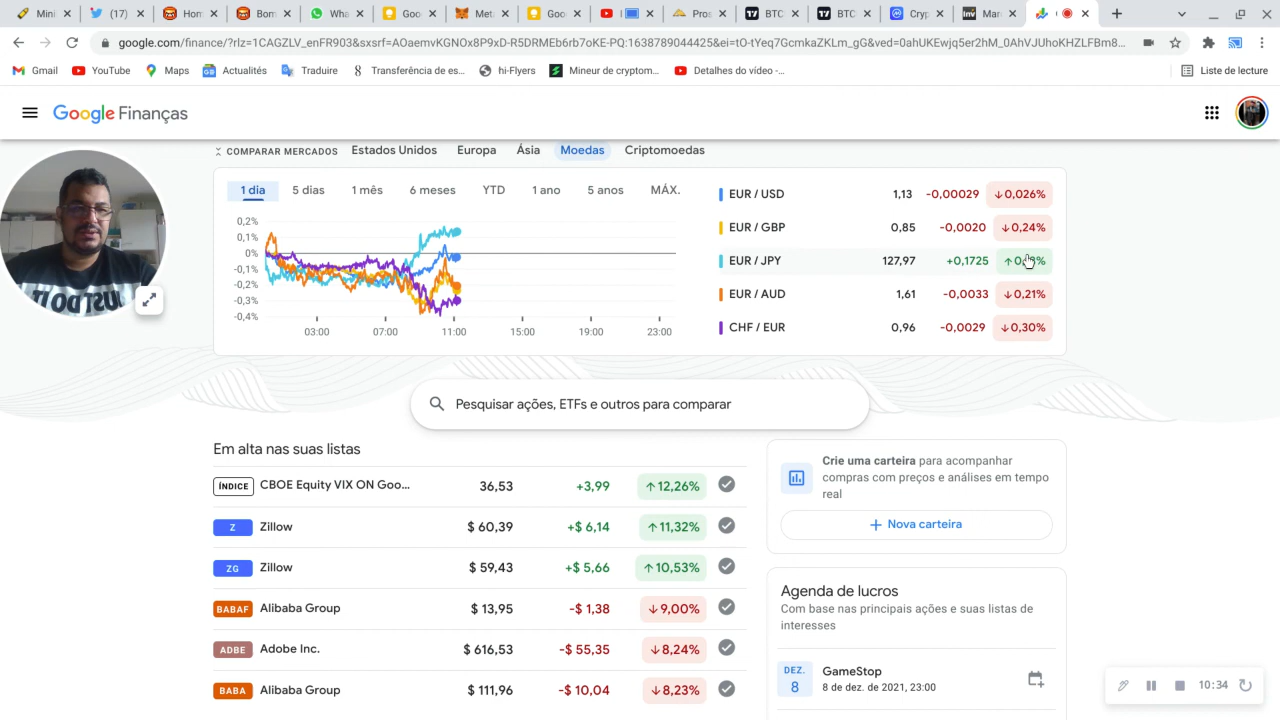 Mini
(17)
Hom
Bom
Wha
Goo
Meta
Goo
Pros
BTC
BTC
Cryp
Mar
google.com/finance/?rlz=1CAGZLV_enFR903&sxsrf=AOaemvKGNOx8P9xD-R5DRMEb6rb7oKE-PQ:1638789044425&ei=tO-tYeq7GcmkaZKLm_gG&ved=0ahUKEwjq5er2hM_0AhVJUhoKHZLFBm8...
Gmail
YouTube
Maps
Actualités
Traduire
Transferência de es...
hi-Flyers
Mineur de cryptom...
Detalhes do vídeo -...
Liste de lecture
Google Finanças
COMPARAR MERCADOS
Estados Unidos
Europa
Ásia
Moedas
Criptomoedas
1 dia
5 dias
1 mês
6 meses
YTD
1 ano
5 anos
MÁX.
0,2%
0,1%
0%
-0,1%
-0,2%
-0,3%
-0,4%
03:00
07:00
11:00
15:00
19:00
23:00
EUR / USD 1,13 -0,00029 ↓0,026%
EUR / GBP 0,85 -0,0020 ↓0,24%
EUR / JPY 127,97 +0,1725
EUR / AUD 1,61 -0,0033 ↓0,21%
CHF / EUR 0,96 -0,0029 ↓0,30%
JUST DO IT
Pesquisar ações, ETFs e outros para comparar
Em alta nas suas listas
ÍNDICE CBOE Equity VIX ON Goo... 36,53 +3,99 ↑12,26%
Z Zillow $ 60,39 +$ 6,14 ↑11,32%
ZG Zillow $ 59,43 +$ 5,66 ↑10,53%
BABAF Alibaba Group $ 13,95 -$ 1,38 ↓9,00%
ADBE Adobe Inc. $ 616,53 -$ 55,35 ↓8,24%
BABA Alibaba Group $ 111,96 -$ 10,04 ↓8,23%
Crie uma carteira para acompanhar
compras com preços e análises em tempo
real
+ Nova carteira
Agenda de lucros
Com base nas principais ações e suas listas de
interesses
DEZ.
8
GameStop
8 de dez. de 2021, 23:00
10:34